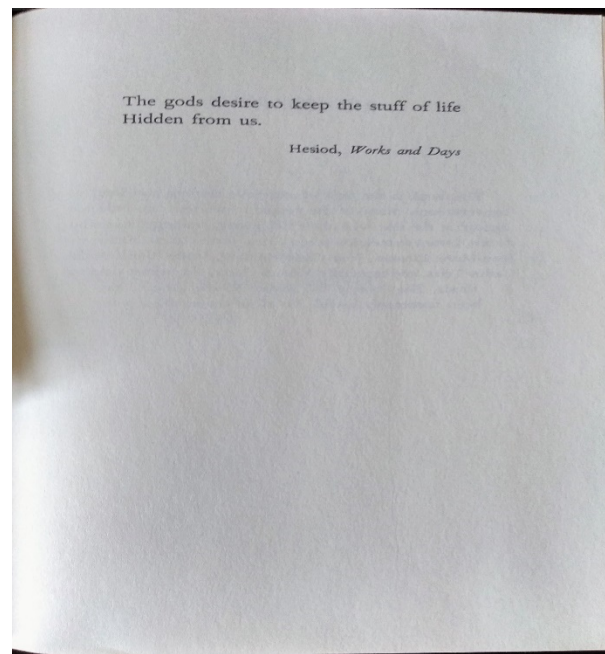 The gods desire to keep the stuff of life
Hidden from us.
Hesiod, Works and Days